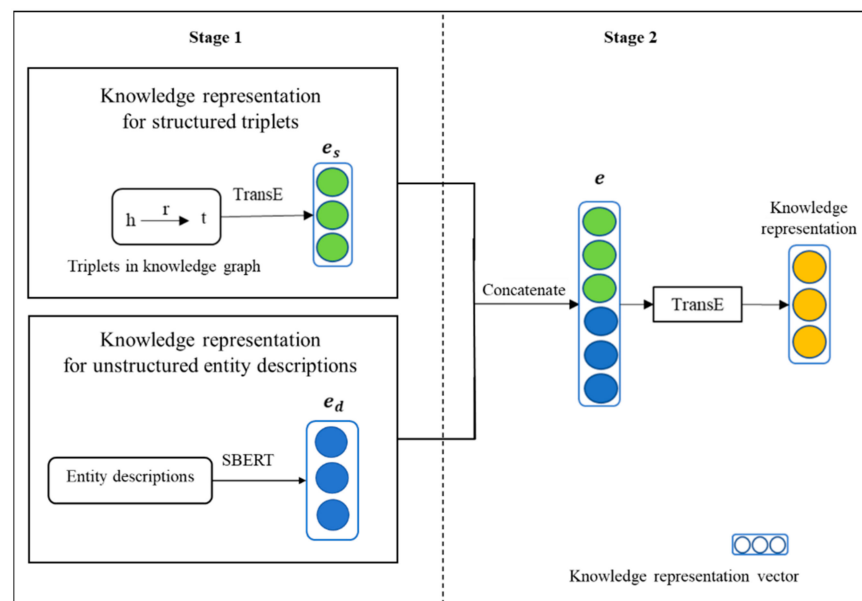 Stage 1
Knowledge representation
for structured triplets
e_s
TransE
h r t
Triplets in knowledge graph
Knowledge representation
for unstructured entity descriptions
e_d
SBERT
Entity descriptions
Stage 2
Concatenate
e
TransE
Knowledge
representation
Knowledge representation vector